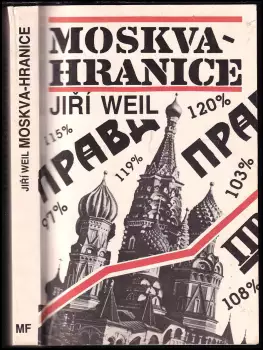 JIŘÍ WEIL MOSKVA-HRANICE
MF
MOSKVA-
HRANICE
JIŘÍ WEIL
115%
120%
ПРАВД
ПРА
119%
103%
97%
108%